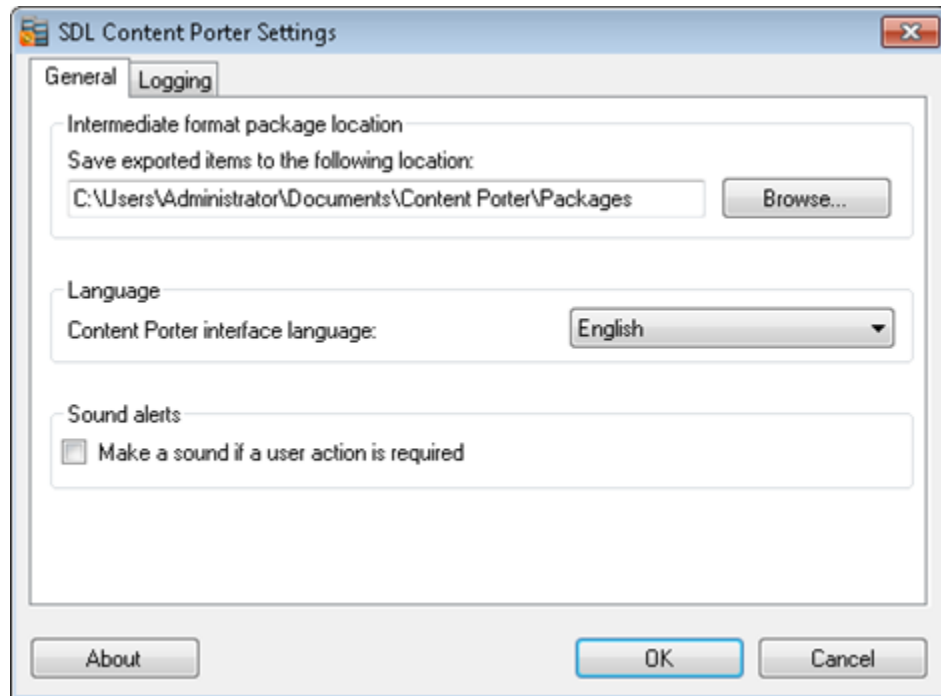 SDL Content Porter Settings
General Logging
Intermediate format package location
Save exported items to the following location:
C:\Users\Administrator\Documents\Content Porter\Packages Browse...
Language
Content Porter interface language: English
Sound alerts
Make a sound if a user action is required
About OK Cancel